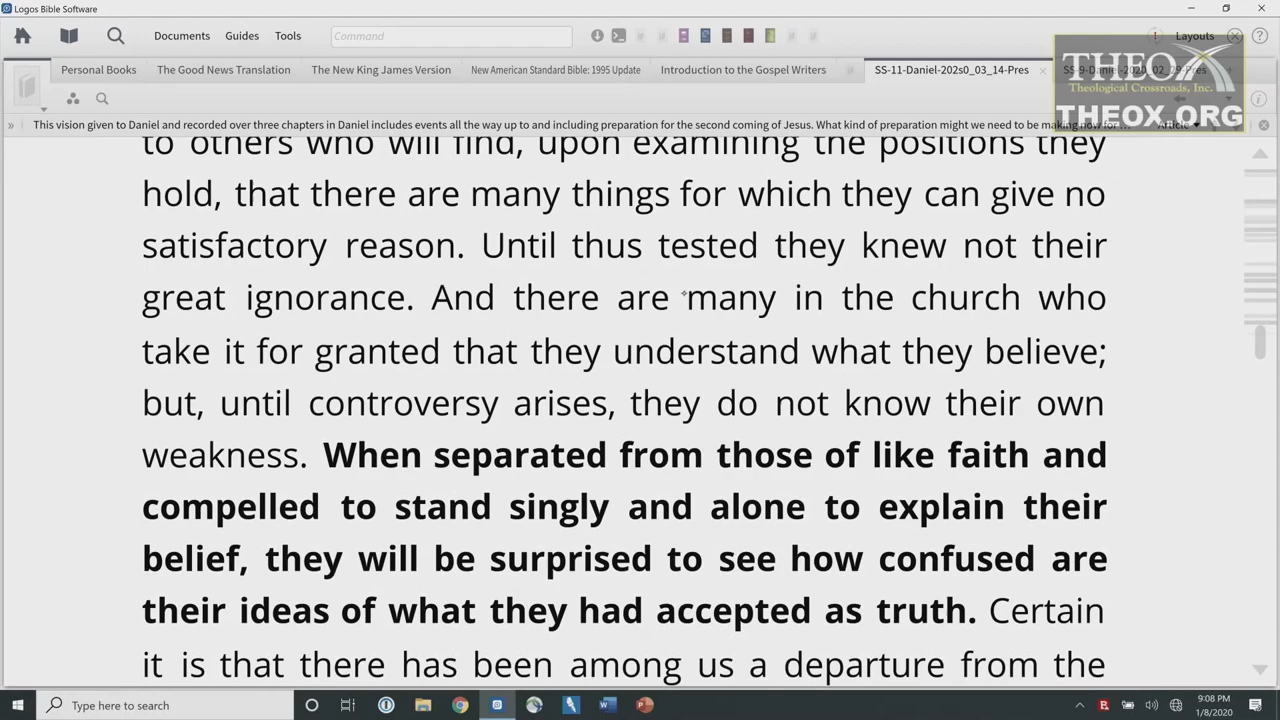 Logos Bible Software
Documents Guides Tools Command Layouts
Personal Books The Good News Translation The New King James Version New American Standard Bible: 1995 Update Introduction to the Gospel Writers SS-11-Daniel-202s0_03_14-Pres SS-9-Daniel-2020_02_29-Pres
THEOX
Theological Crossroads, Inc.
THEOX.ORG
This vision given to Daniel and recorded over three chapters in Daniel includes events all the way up to and including preparation for the second coming of Jesus. What kind of preparation might we need to be making now for ... Article
to others who will find, upon examining the positions they
hold, that there are many things for which they can give no
satisfactory reason. Until thus tested they knew not their
great ignorance. And there are many in the church who
take it for granted that they understand what they believe;
but, until controversy arises, they do not know their own
weakness. When separated from those of like faith and
compelled to stand singly and alone to explain their
belief, they will be surprised to see how confused are
their ideas of what they had accepted as truth. Certain
it is that there has been among us a departure from the
Type here to search
9:08 PM
1/8/2020